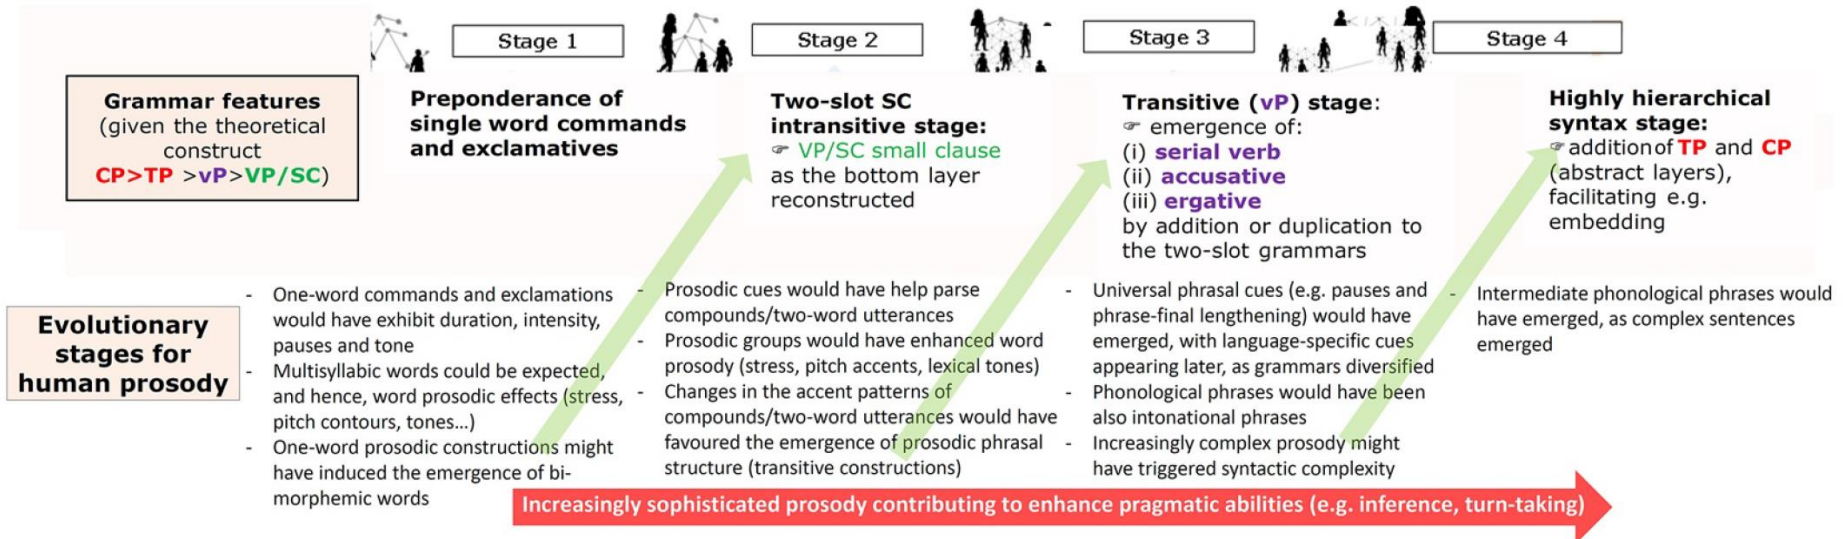 Stage 1
Stage 2
Stage 3
Stage 4
Grammar features
(given the theoretical
construct
CP>TP >vP>VP/SC)
Preponderance of
single word commands
and exclamatives
Two-slot SC
intransitive stage:
☞ VP/SC small clause
as the bottom layer
reconstructed
Transitive (vP) stage:
☞ emergence of:
(i) serial verb
(ii) accusative
(iii) ergative
by addition or duplication to
the two-slot grammars
Highly hierarchical
syntax stage:
☞additionof TP and CP
(abstract layers),
facilitating e.g.
embedding
Evolutionary
stages for
human prosody
- One-word commands and exclamations
would have exhibit duration, intensity,
pauses and tone
- Multisyllabic words could be expected,
and hence, word prosodic effects (stress,
pitch contours, tones...)
- One-word prosodic constructions might
have induced the emergence of bi-
morphemic words
- Prosodic cues would have help parse
compounds/two-word utterances
- Prosodic groups would have enhanced word
prosody (stress, pitch accents, lexical tones)
- Changes in the accent patterns of
compounds/two-word utterances would have
favoured the emergence of prosodic phrasal
structure (transitive constructions)
- Universal phrasal cues (e.g. pauses and
phrase-final lengthening) would have
emerged, with language-specific cues
appearing later, as grammars diversified
- Phonological phrases would have been
also intonational phrases
- Increasingly complex prosody might
have triggered syntactic complexity
- Intermediate phonological phrases would
have emerged, as complex sentences
emerged
Increasingly sophisticated prosody contributing to enhance pragmatic abilities (e.g. inference, turn-taking)